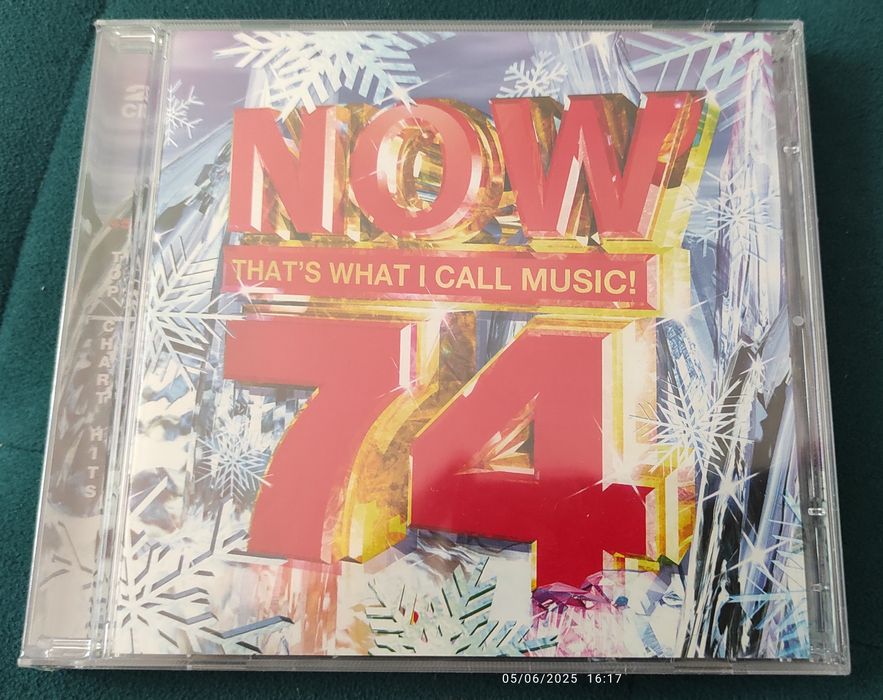 NOW
THAT'S WHAT I CALL MUSIC!
74
TOP CHART HITS
05/06/2025 16:17